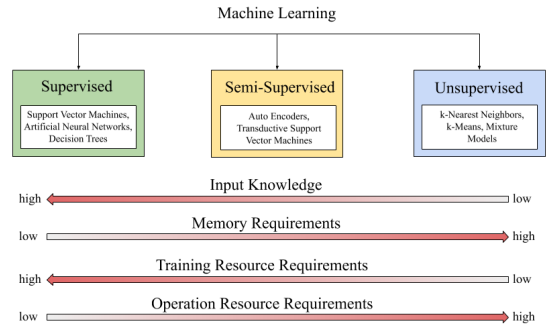 Machine Learning
Supervised
Support Vector Machines,
Artificial Neural Networks,
Decision Trees
Semi-Supervised
Auto Encoders,
Transductive Support
Vector Machines
Unsupervised
k-Nearest Neighbors,
k-Means, Mixture
Models
Input Knowledge
high low
Memory Requirements
low high
Training Resource Requirements
high low
Operation Resource Requirements
low high